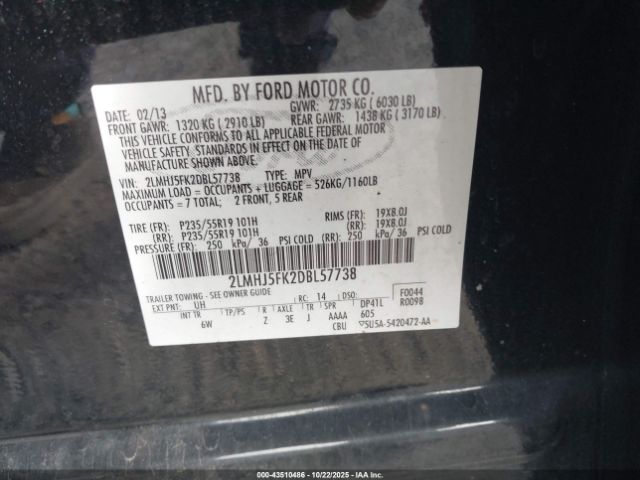 MFD. BY FORD MOTOR CO.
DATE: 02/13 GVWR: 2735 KG ( 6030 LB)
FRONT GAWR: 1320 KG ( 2910 LB) REAR GAWR: 1438 KG ( 3170 LB)
THIS VEHICLE CONFORMS TO ALL APPLICABLE FEDERAL MOTOR
VEHICLE SAFETY STANDARDS IN EFFECT ON THE DATE OF
MANUFACTURE SHOWN ABOVE.
VIN: 2LMHJ5FK2DBL57738 TYPE: MPV
MAXIMUM LOAD = OCCUPANTS + LUGGAGE = 526KG/1160LB
OCCUPANTS = 7 TOTAL: 2 FRONT, 5 REAR
TIRE (FR): P235/55R19 101H RIMS (FR): 19X8.0J
(RR): P235/55R19 101H (RR): 19X8.0J
PRESSURE (FR): 250 kPa/ 36 PSI COLD (RR): 250 kPa/ 36 PSI COLD
2LMHJ5FK2DBL57738
TRAILER TOWING - SEE OWNER GUIDE
EXT PNT: UH RC: 14 DSO: F0044
INT TR TP/PS R AXLE TR SPR DP41L R0098
6W Z 3E J AAAA 605
CBU 5U5A-5420472-AA
000-43510486 - 10/22/2025 - IAAI.com